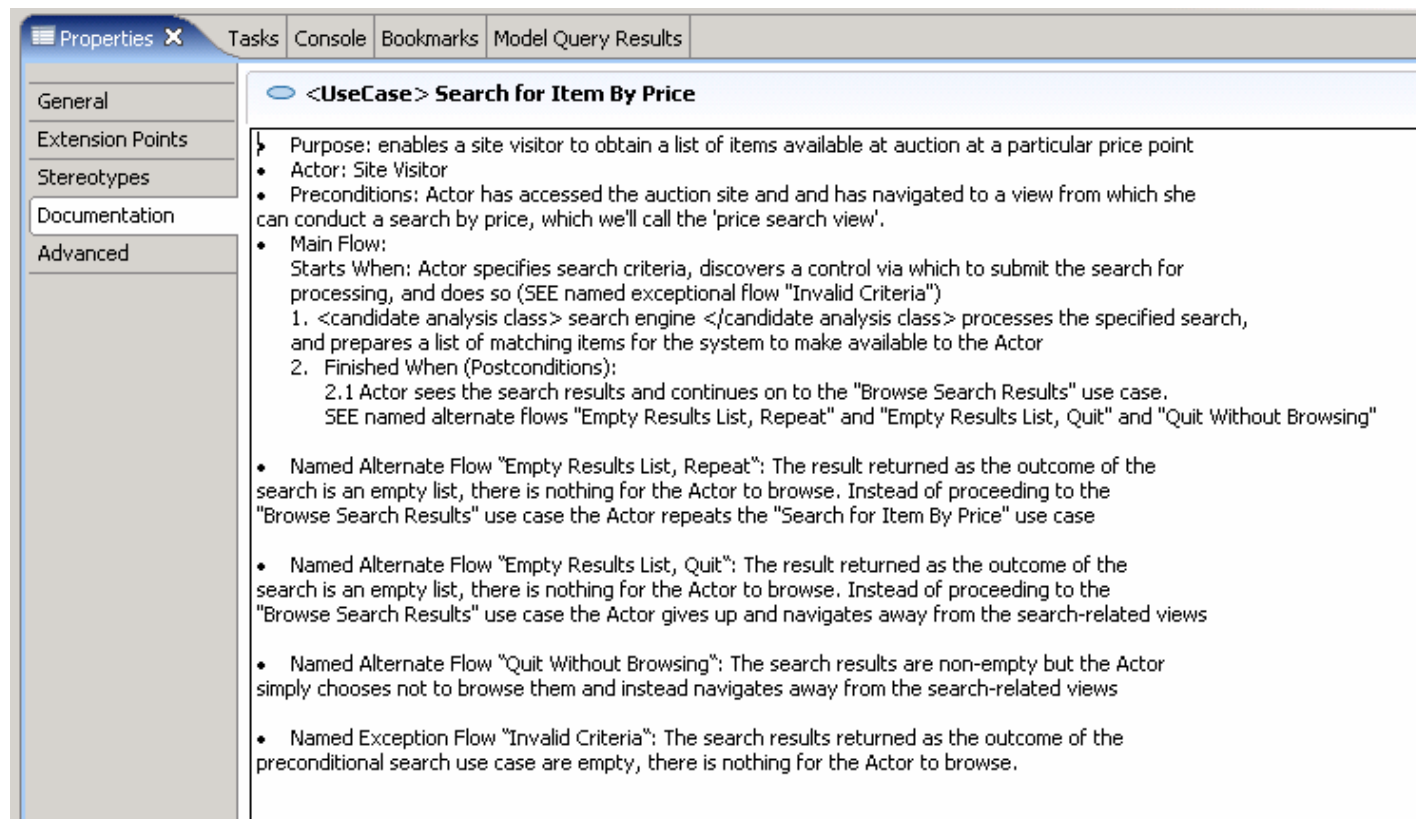 Properties
Tasks
Console
Bookmarks
Model Query Results
General
Extension Points
Stereotypes
Documentation
Advanced
<UseCase> Search for Item By Price
• Purpose: enables a site visitor to obtain a list of items available at auction at a particular price point
• Actor: Site Visitor
• Preconditions: Actor has accessed the auction site and and has navigated to a view from which she
can conduct a search by price, which we'll call the 'price search view'.
• Main Flow:
Starts When: Actor specifies search criteria, discovers a control via which to submit the search for
processing, and does so (SEE named exceptional flow "Invalid Criteria")
1. <candidate analysis class> search engine </candidate analysis class> processes the specified search,
and prepares a list of matching items for the system to make available to the Actor
2. Finished When (Postconditions):
2.1 Actor sees the search results and continues on to the "Browse Search Results" use case.
SEE named alternate flows "Empty Results List, Repeat" and "Empty Results List, Quit" and "Quit Without Browsing"
• Named Alternate Flow "Empty Results List, Repeat": The result returned as the outcome of the
search is an empty list, there is nothing for the Actor to browse. Instead of proceeding to the
"Browse Search Results" use case the Actor repeats the "Search for Item By Price" use case
• Named Alternate Flow "Empty Results List, Quit": The result returned as the outcome of the
search is an empty list, there is nothing for the Actor to browse. Instead of proceeding to the
"Browse Search Results" use case the Actor gives up and navigates away from the search-related views
• Named Alternate Flow "Quit Without Browsing": The search results are non-empty but the Actor
simply chooses not to browse them and instead navigates away from the search-related views
• Named Exception Flow "Invalid Criteria": The search results returned as the outcome of the
preconditional search use case are empty, there is nothing for the Actor to browse.